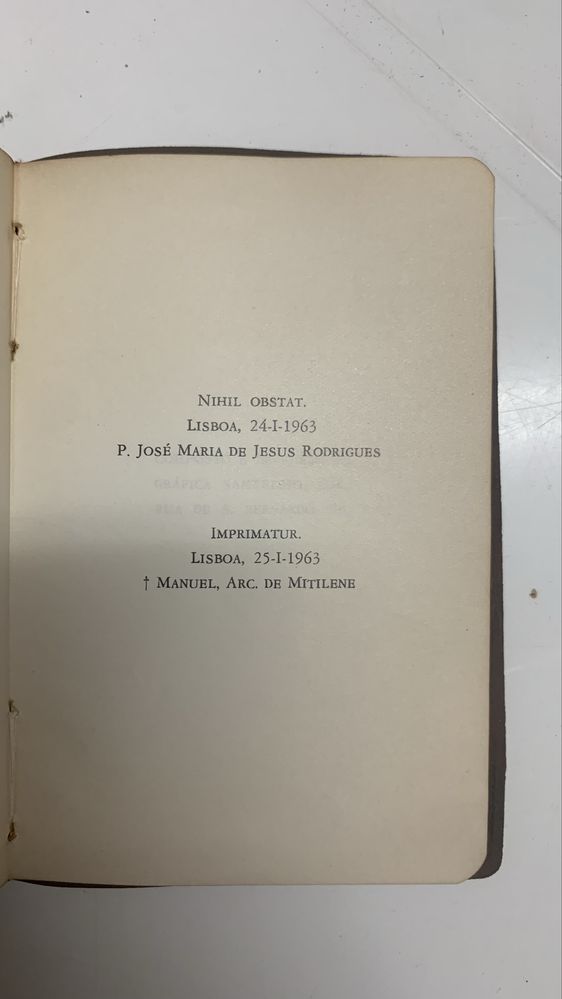 NIHIL OBSTAT.
LISBOA, 24-I-1963
P. JOSÉ MARIA DE JESUS RODRIGUES
IMPRIMATUR.
LISBOA, 25-I-1963
† MANUEL, ARC. DE MITILENE